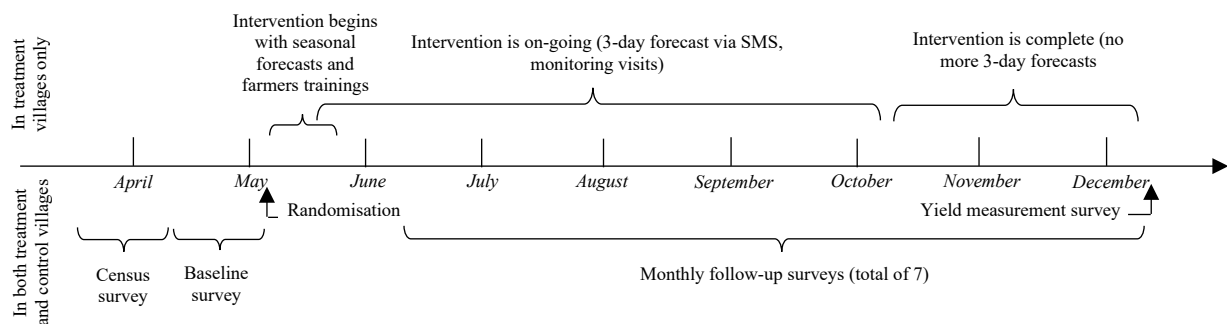 In treatment
villages only
Intervention begins
with seasonal
forecasts and
farmers trainings
Intervention is on-going (3-day forecast via SMS,
monitoring visits)
Intervention is complete (no
more 3-day forecasts
April
May
June
July
August
September
October
November
December
Randomisation
Yield measurement survey
In both treatment
and control villages
Census
survey
Baseline
survey
Monthly follow-up surveys (total of 7)